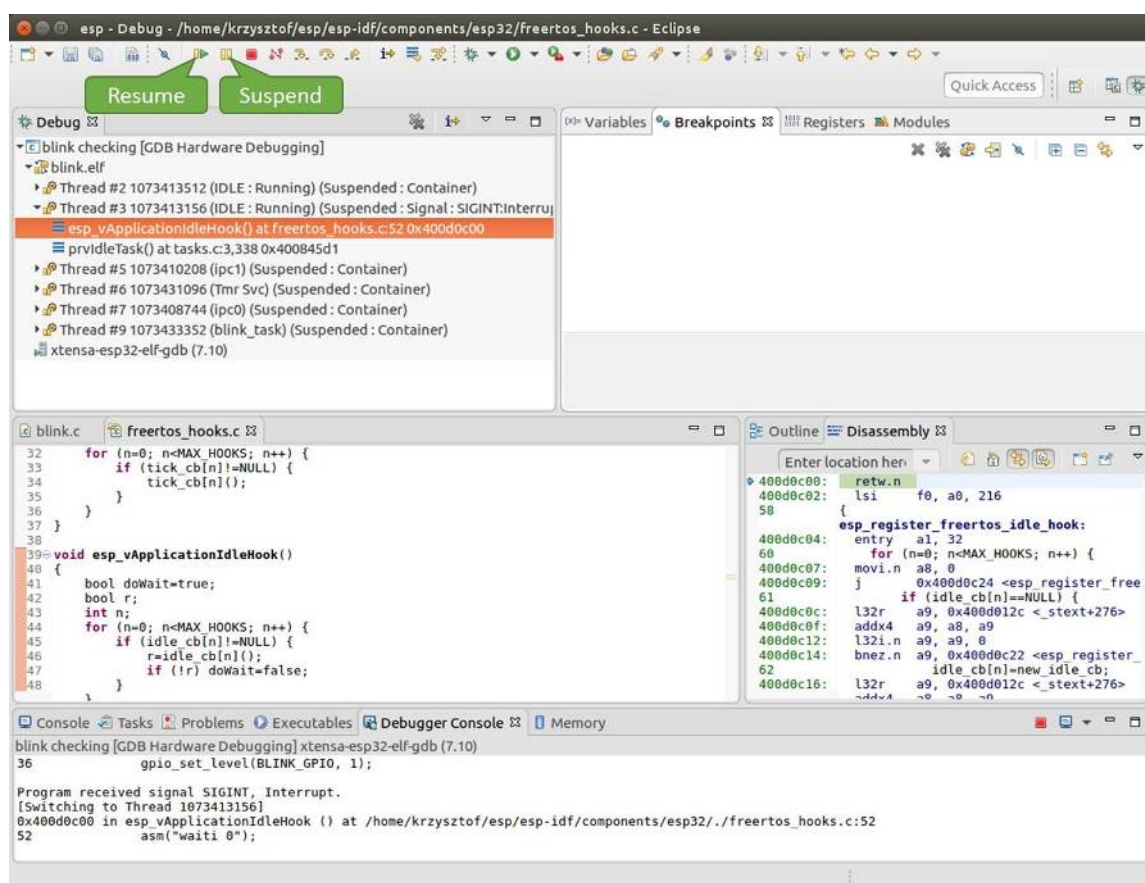 esp - Debug - /home/krzysztof/esp/esp-idf/components/esp32/freertos_hooks.c - Eclipse
Resume
Suspend
Quick Access
Debug
blink checking [GDB Hardware Debugging]
blink.elf
Thread #2 1073413512 (IDLE : Running) (Suspended : Container)
Thread #3 1073413156 (IDLE : Running) (Suspended : Signal : SIGINT:Interru
esp_vApplicationIdleHook() at freertos_hooks.c:52 0x400d0c00
prvIdleTask() at tasks.c:3,338 0x400845d1
Thread #5 1073410208 (ipc1) (Suspended : Container)
Thread #6 1073431096 (Tmr Svc) (Suspended : Container)
Thread #7 1073408744 (ipc0) (Suspended : Container)
Thread #9 1073433352 (blink_task) (Suspended : Container)
xtensa-esp32-elf-gdb (7.10)
(x)= Variables Breakpoints Registers Modules
blink.c freertos_hooks.c
32 for (n=0; n<MAX_HOOKS; n++) {
33 if (tick_cb[n]!=NULL) {
34 tick_cb[n]();
35 }
36 }
37 }
38
39 void esp_vApplicationIdleHook()
40 {
41 bool doWait=true;
42 bool r;
43 int n;
44 for (n=0; n<MAX_HOOKS; n++) {
45 if (idle_cb[n]!=NULL) {
46 r=idle_cb[n]();
47 if (!r) doWait=false;
48 }
}
Outline Disassembly
Enter location her
400d0c00: retw.n
400d0c02: lsi f0, a0, 216
58 {
esp_register_freertos_idle_hook:
400d0c04: entry a1, 32
60 for (n=0; n<MAX_HOOKS; n++) {
400d0c07: movi.n a8, 0
400d0c09: j 0x400d0c24 <esp_register_free
61 if (idle_cb[n]==NULL) {
400d0c0c: l32r a9, 0x400d012c <_stext+276>
400d0c0f: addx4 a9, a8, a9
400d0c12: l32i.n a9, a9, 0
400d0c14: bnez.n a9, 0x400d0c22 <esp_register_
62 idle_cb[n]=new_idle_cb;
400d0c16: l32r a9, 0x400d012c <_stext+276>
addx4 a8, a8, a9
Console Tasks Problems Executables Debugger Console Memory
blink checking [GDB Hardware Debugging] xtensa-esp32-elf-gdb (7.10)
36 gpio_set_level(BLINK_GPIO, 1);
Program received signal SIGINT, Interrupt.
[Switching to Thread 1073413156]
0x400d0c00 in esp_vApplicationIdleHook () at /home/krzysztof/esp/esp-idf/components/esp32/./freertos_hooks.c:52
52 asm("waiti 0");